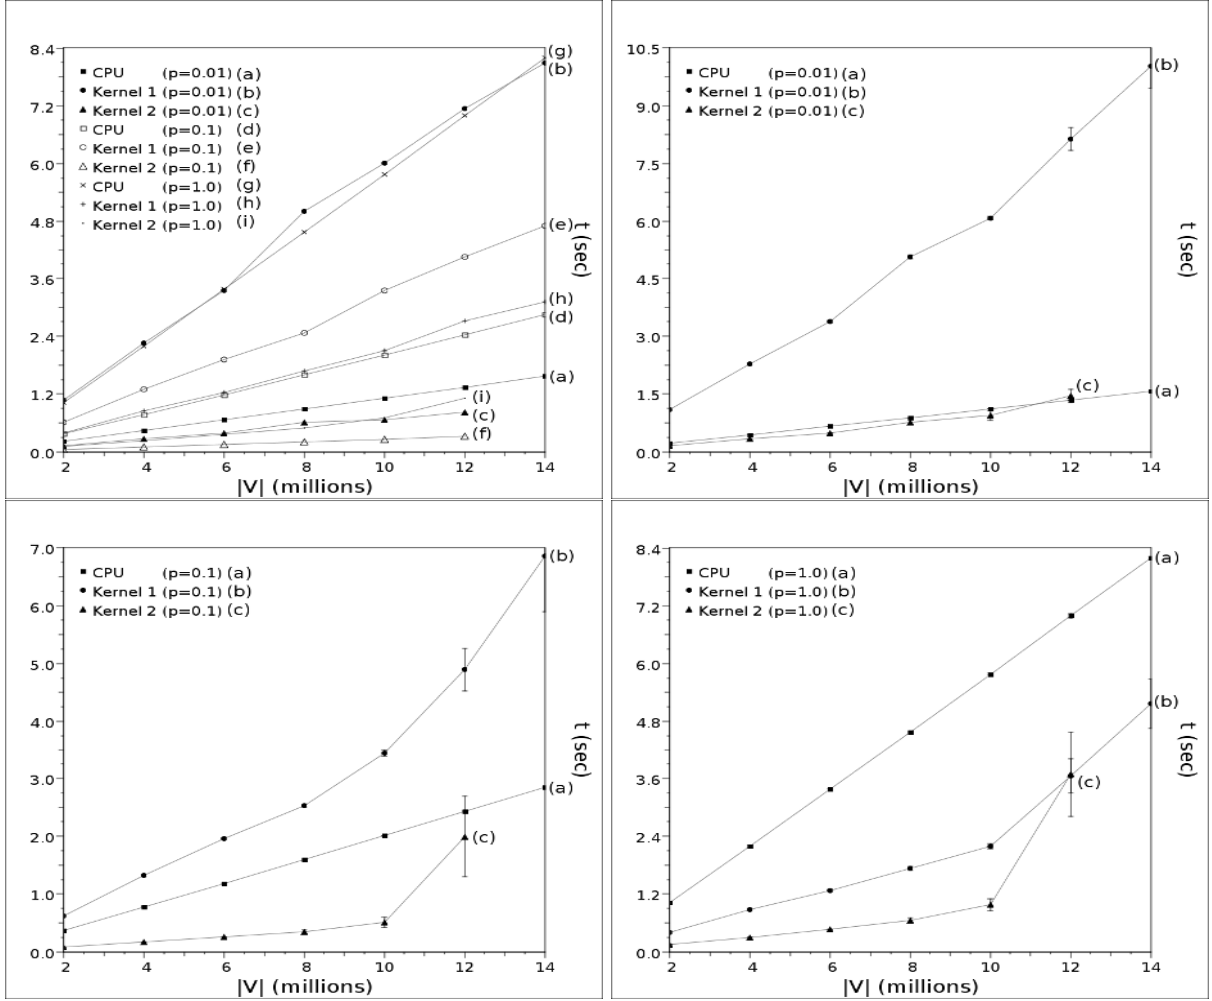 8.4
7.2
6.0
4.8
3.6
2.4
1.2
0.0
CPU (p=0.01) (a)
Kernel 1 (p=0.01) (b)
Kernel 2 (p=0.01) (c)
CPU (p=0.1) (d)
Kernel 1 (p=0.1) (e)
Kernel 2 (p=0.1) (f)
CPU (p=1.0) (g)
Kernel 1 (p=1.0) (h)
Kernel 2 (p=1.0) (i)
(g)
(b)
(e)
(h)
(d)
(a)
(i)
(c)
(f)
t (sec)
2 4 6 8 10 12 14
|V| (millions)
10.5
9.0
7.5
6.0
4.5
3.0
1.5
0.0
CPU (p=0.01) (a)
Kernel 1 (p=0.01) (b)
Kernel 2 (p=0.01) (c)
(b)
(c)
(a)
t (sec)
2 4 6 8 10 12 14
|V| (millions)
7.0
6.0
5.0
4.8
3.0
2.0
1.0
0.0
CPU (p=0.1) (a)
Kernel 1 (p=0.1) (b)
Kernel 2 (p=0.1) (c)
(b)
(a)
(c)
t (sec)
2 4 6 8 10 12 14
|V| (millions)
8.4
7.2
6.0
4.8
3.6
2.4
1.2
0.0
CPU (p=1.0) (a)
Kernel 1 (p=1.0) (b)
Kernel 2 (p=1.0) (c)
(a)
(b)
(c)
t (sec)
2 4 6 8 10 12 14
|V| (millions)